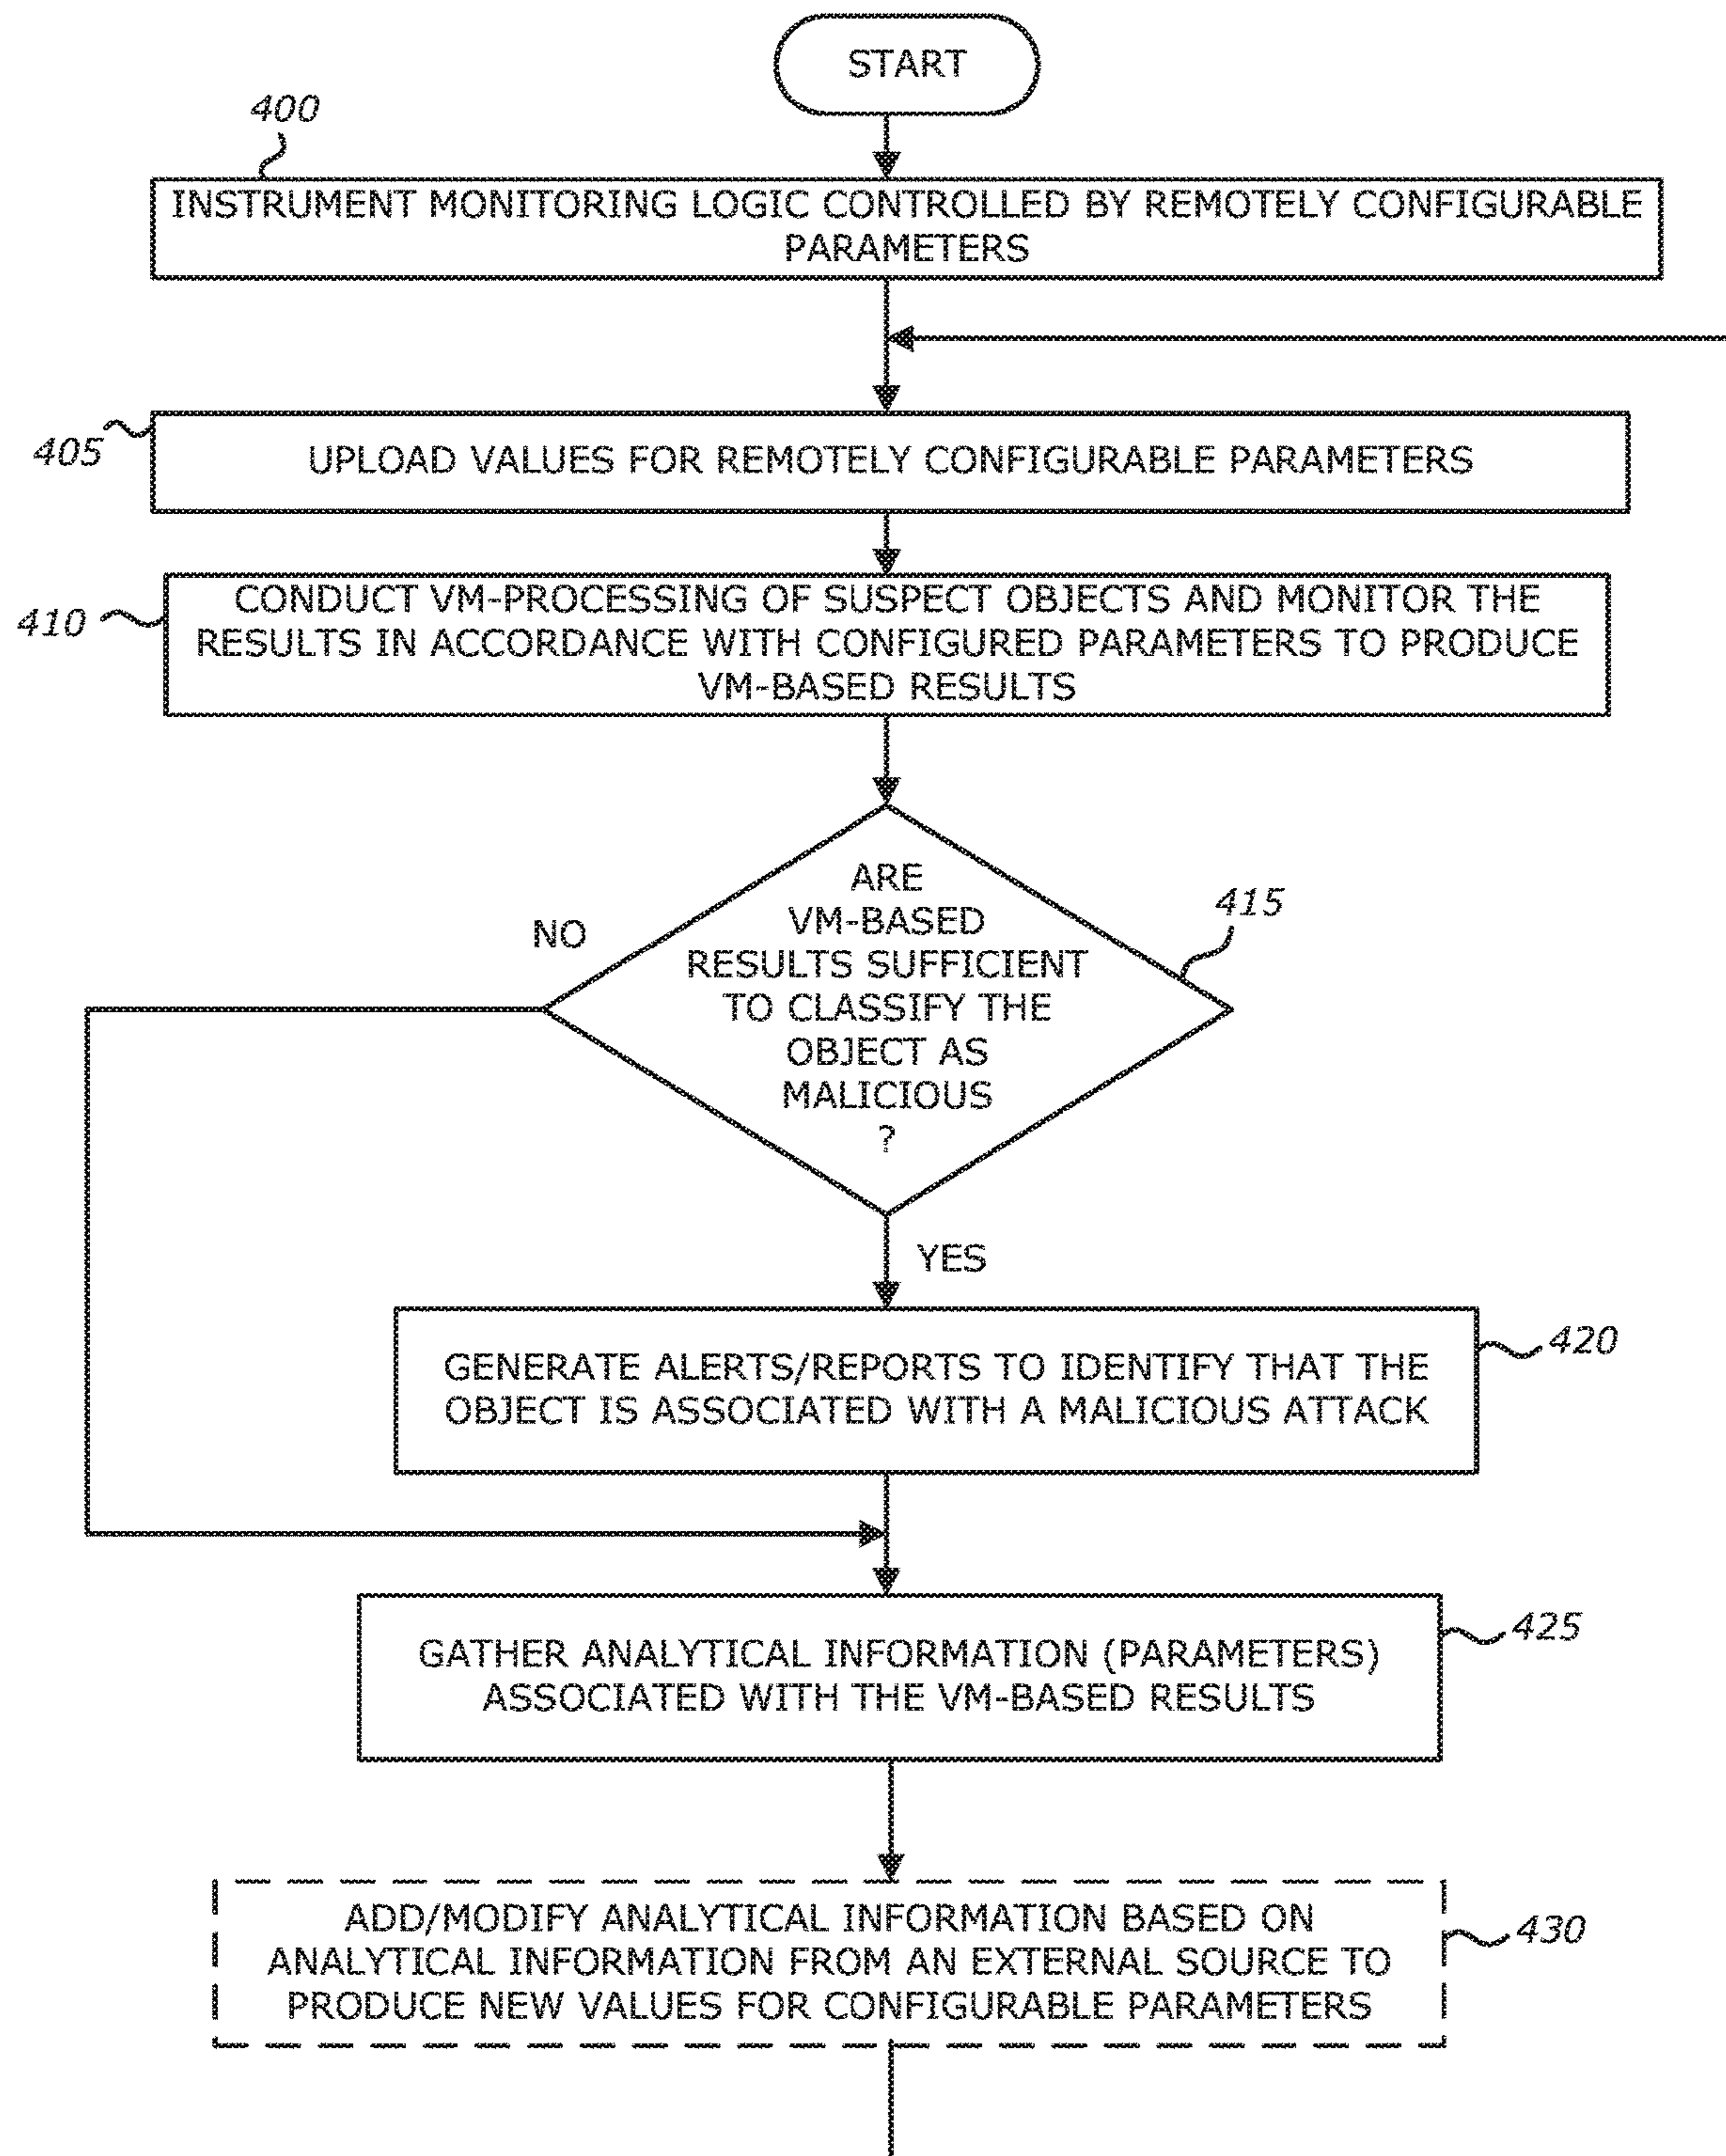 START
400
INSTRUMENT MONITORING LOGIC CONTROLLED BY REMOTELY CONFIGURABLE
PARAMETERS
405
UPLOAD VALUES FOR REMOTELY CONFIGURABLE PARAMETERS
410
CONDUCT VM-PROCESSING OF SUSPECT OBJECTS AND MONITOR THE
RESULTS IN ACCORDANCE WITH CONFIGURED PARAMETERS TO PRODUCE
VM-BASED RESULTS
ARE
VM-BASED
RESULTS SUFFICIENT
TO CLASSIFY THE
OBJECT AS
MALICIOUS
?
415
NO
YES
GENERATE ALERTS/REPORTS TO IDENTIFY THAT THE
OBJECT IS ASSOCIATED WITH A MALICIOUS ATTACK
420
GATHER ANALYTICAL INFORMATION (PARAMETERS)
ASSOCIATED WITH THE VM-BASED RESULTS
425
ADD/MODIFY ANALYTICAL INFORMATION BASED ON
ANALYTICAL INFORMATION FROM AN EXTERNAL SOURCE TO
PRODUCE NEW VALUES FOR CONFIGURABLE PARAMETERS
430